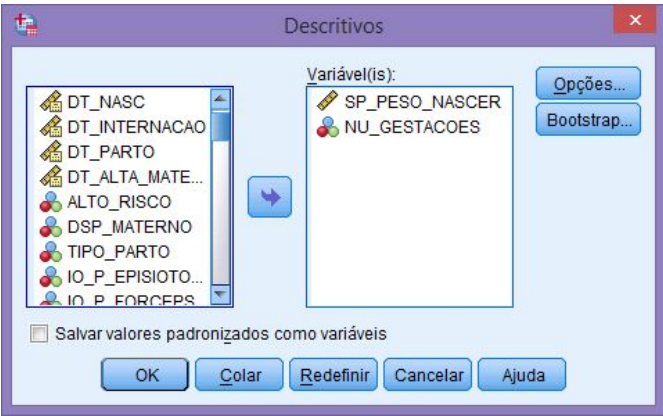 Descritivos
Variável(is):
DT_NASC
DT_INTERNACAO
DT_PARTO
DT_ALTA_MATE...
ALTO_RISCO
DSP_MATERNO
TIPO_PARTO
IO_P_EPISIOTO...
IO_P_FORCEPS
SP_PESO_NASCER
NU_GESTACOES
Opções...
Bootstrap...
Salvar valores padronizados como variáveis
OK Colar Redefinir Cancelar Ajuda